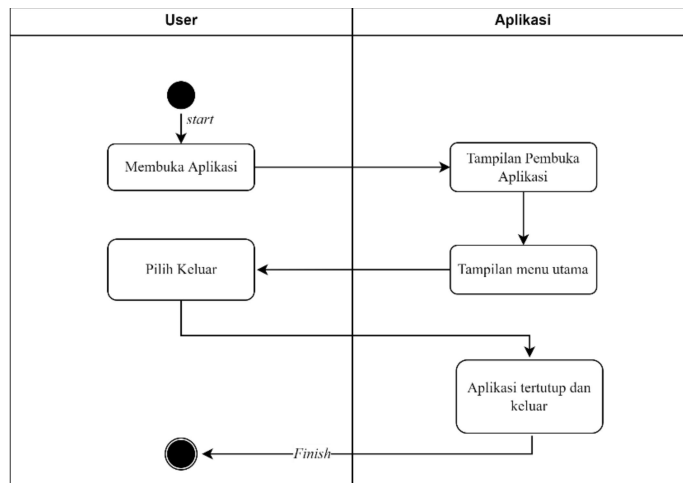 User
Aplikasi
start
Membuka Aplikasi
Tampilan Pembuka
Aplikasi
Pilih Keluar
Tampilan menu utama
Aplikasi tertutup dan
keluar
Finish